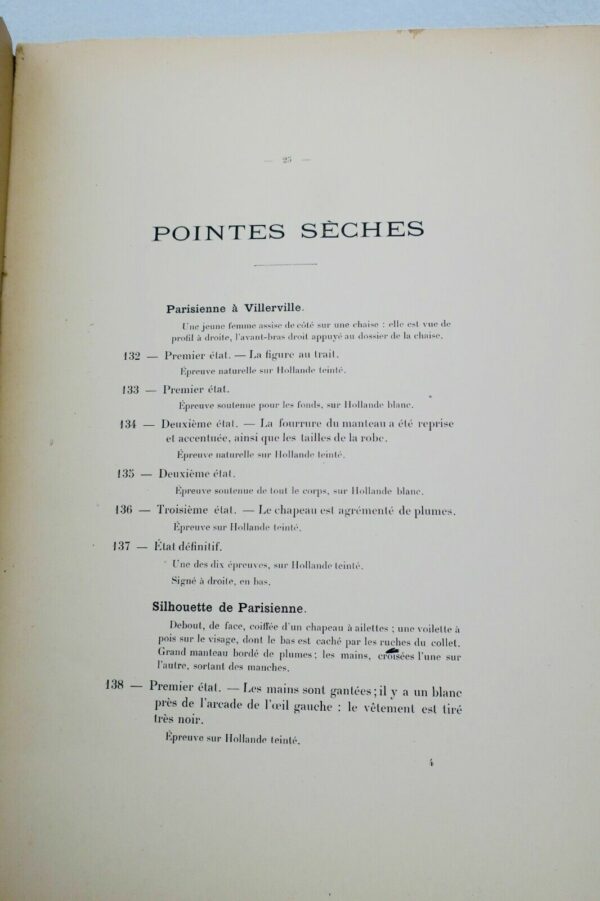 — 25 —
POINTES SÈCHES
Parisienne à Villerville.
Une jeune femme assise de côté sur une chaise : elle est vue de
profil à droite, l'avant-bras droit appuyé au dossier de la chaise.
132 — Premier état. — La figure au trait.
Épreuve naturelle sur Hollande teinté.
133 — Premier état.
Épreuve soutenue pour les fonds, sur Hollande blanc.
134 — Deuxième état. — La fourrure du manteau a été reprise
et accentuée, ainsi que les tailles de la robe.
Épreuve naturelle sur Hollande teinté.
135 — Deuxième état.
Épreuve soutenue de tout le corps, sur Hollande blanc.
136 — Troisième état. — Le chapeau est agrémenté de plumes.
Épreuve sur Hollande teinté.
137 — État définitif.
Une des dix épreuves, sur Hollande teinté.
Signé à droite, en bas.
Silhouette de Parisienne.
Debout, de face, coiffée d'un chapeau à ailettes ; une voilette à
pois sur le visage, dont le bas est caché par les ruches du collet.
Grand manteau bordé de plumes ; les mains, croisées l'une sur
l'autre, sortant des manches.
138 — Premier état. — Les mains sont gantées ; il y a un blanc
près de l'arcade de l'œil gauche : le vêtement est tiré
très noir.
Épreuve sur Hollande teinté.
4